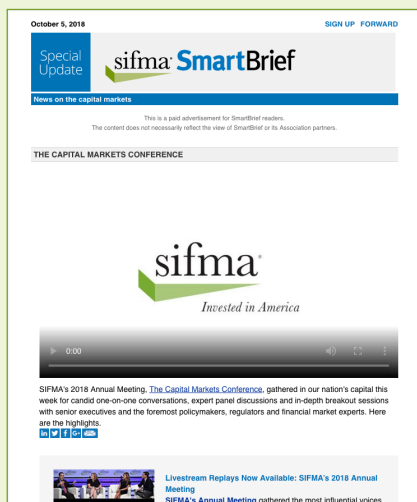 October 5, 2018
SIGN UP FORWARD
Special
Update
sifma SmartBrief
News on the capital markets
This is a paid advertisement for SmartBrief readers.
The content does not necessarily reflect the view of SmartBrief or its Association partners.
THE CAPITAL MARKETS CONFERENCE
sifma
Invested in America
0:00
SIFMA's 2018 Annual Meeting, The Capital Markets Conference, gathered in our nation's capital this
week for candid one-on-one conversations, expert panel discussions and in-depth breakout sessions
with senior executives and the foremost policymakers, regulators and financial market experts. Here
are the highlights.
Livestream Replays Now Available: SIFMA's 2018 Annual
Meeting
SIFMA's Annual Meeting gathered the most influential voices